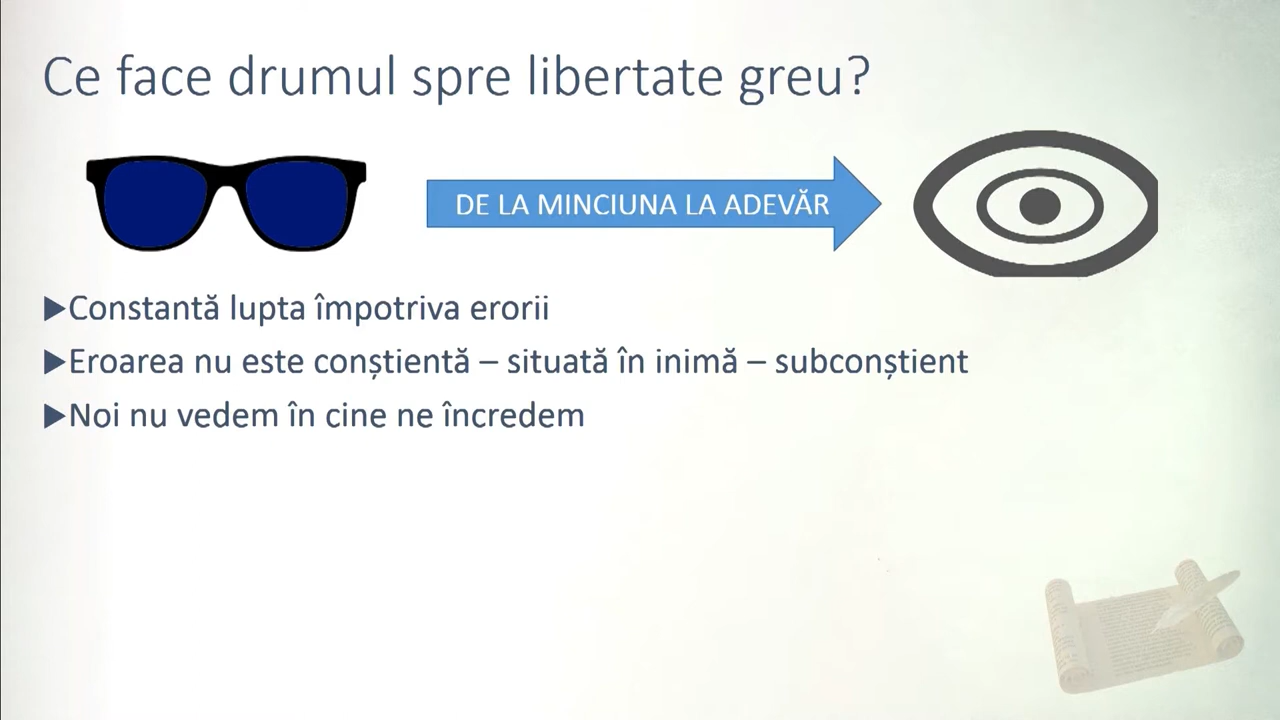 Ce face drumul spre libertate greu?
DE LA MINCIUNA LA ADEVĂR
Constantă lupta împotriva erorii
Eroarea nu este conștientă – situată în inimă – subconștient
Noi nu vedem în cine ne încredem